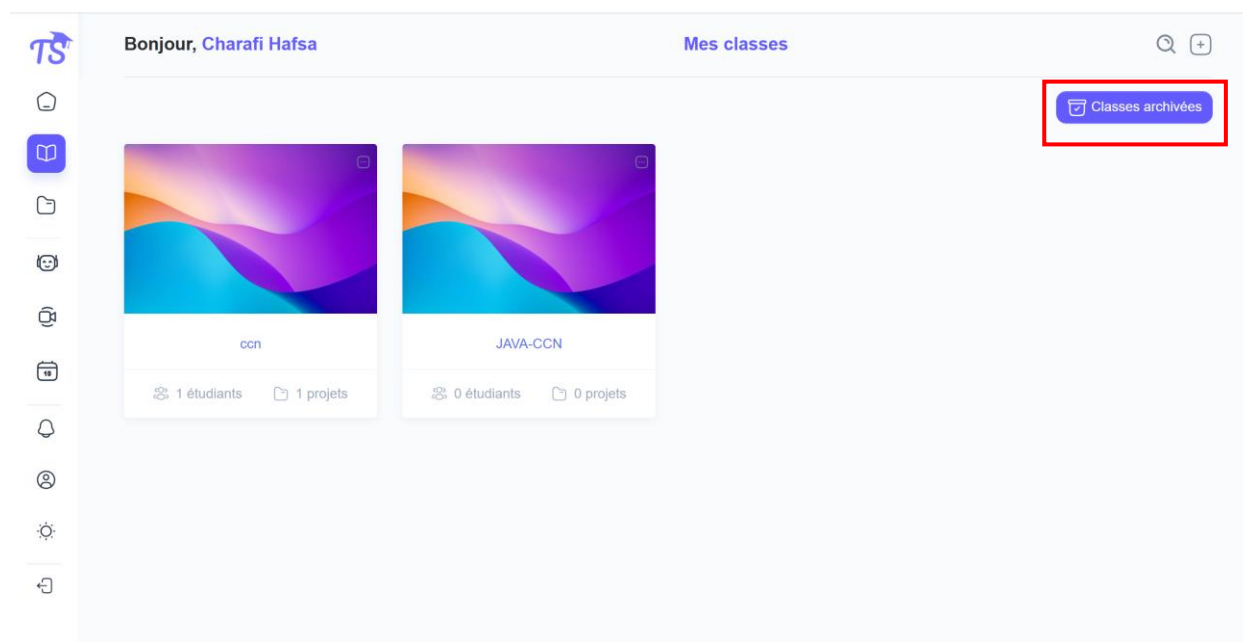 TS
Bonjour, Charafi Hafsa
Mes classes
Classes archivées
18
ccn
1 étudiants
1 projets
JAVA-CCN
0 étudiants
0 projets